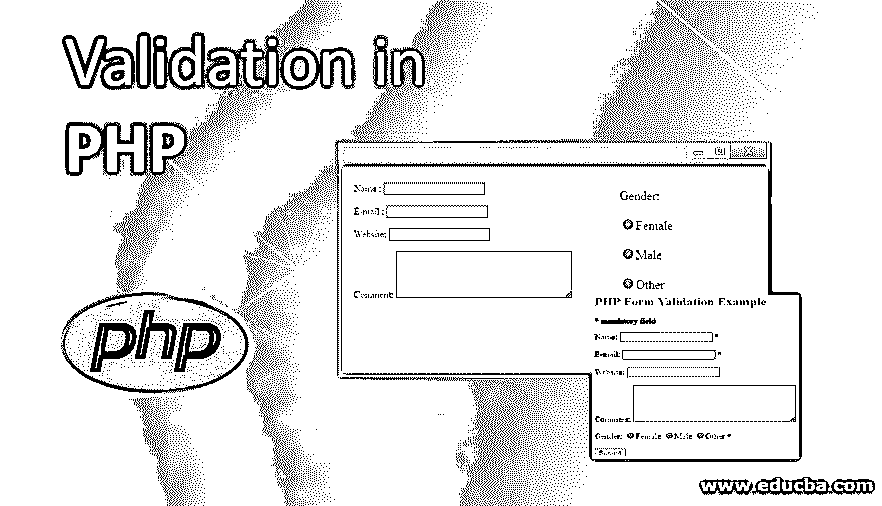 Validation in
PHP
Name :
E-mail :
Website:
Comment:
Gender:
Female
Male
Other
PHP Form Validation Example
* mandatory field
Name: *
E-mail: *
Website:
Comment:
Gender: Female Male Other *
Submit
php
www.educba.com